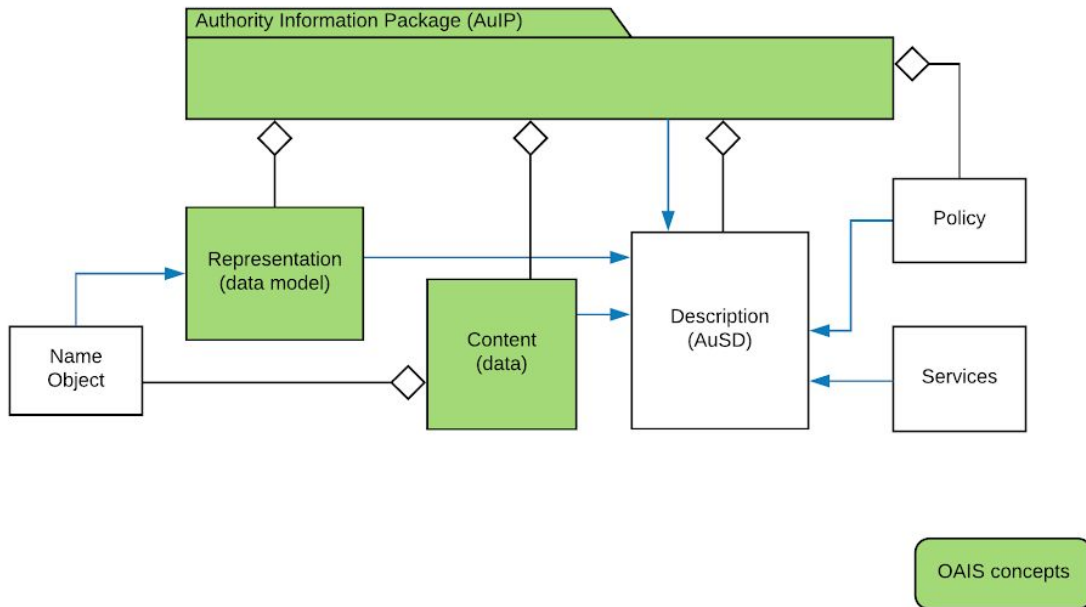 Authority Information Package (AuIP)
Representation
(data model)
Content
(data)
Name
Object
Description
(AuSD)
Policy
Services
OAIS concepts